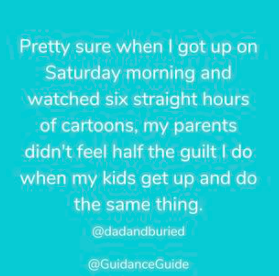 Pretty sure when I got up on
Saturday morning and
watched six straight hours
of cartoons, my parents
didn't feel half the guilt I do
when my kids get up and do
the same thing.
@dadandburied
@GuidanceGuide